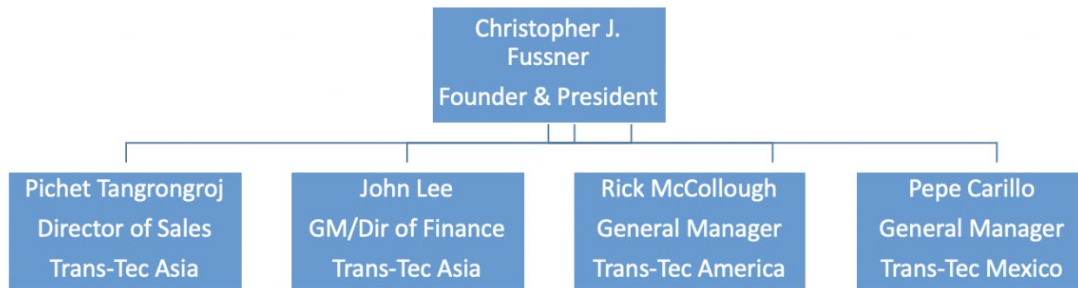 Christopher J.
Fussner
Founder & President
Pichet Tangrongroj
Director of Sales
Trans-Tec Asia
John Lee
GM/Dir of Finance
Trans-Tec Asia
Rick McCollough
General Manager
Trans-Tec America
Pepe Carillo
General Manager
Trans-Tec Mexico